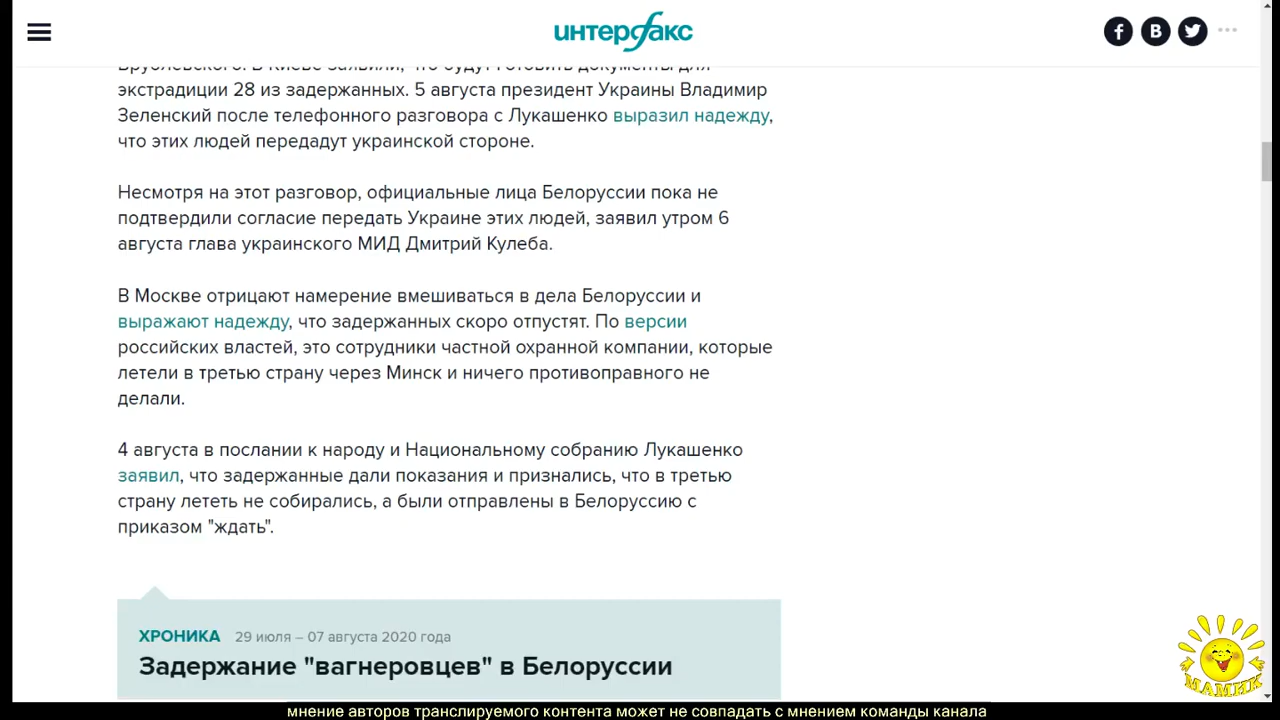 интерфакс
экстрадиции 28 из задержанных. 5 августа президент Украины Владимир
Зеленский после телефонного разговора с Лукашенко выразил надежду,
что этих людей передадут украинской стороне.
Несмотря на этот разговор, официальные лица Белоруссии пока не
подтвердили согласие передать Украине этих людей, заявил утром 6
августа глава украинского МИД Дмитрий Кулеба.
В Москве отрицают намерение вмешиваться в дела Белоруссии и
выражают надежду, что задержанных скоро отпустят. По версии
российских властей, это сотрудники частной охранной компании, которые
летели в третью страну через Минск и ничего противоправного не
делали.
4 августа в послании к народу и Национальному собранию Лукашенко
заявил, что задержанные дали показания и признались, что в третью
страну лететь не собирались, а были отправлены в Белоруссию с
приказом "ждать".
ХРОНИКА 29 июля – 07 августа 2020 года
Задержание "вагнеровцев" в Белоруссии
МАМИК
мнение авторов транслируемого контента может не совпадать с мнением команды канала